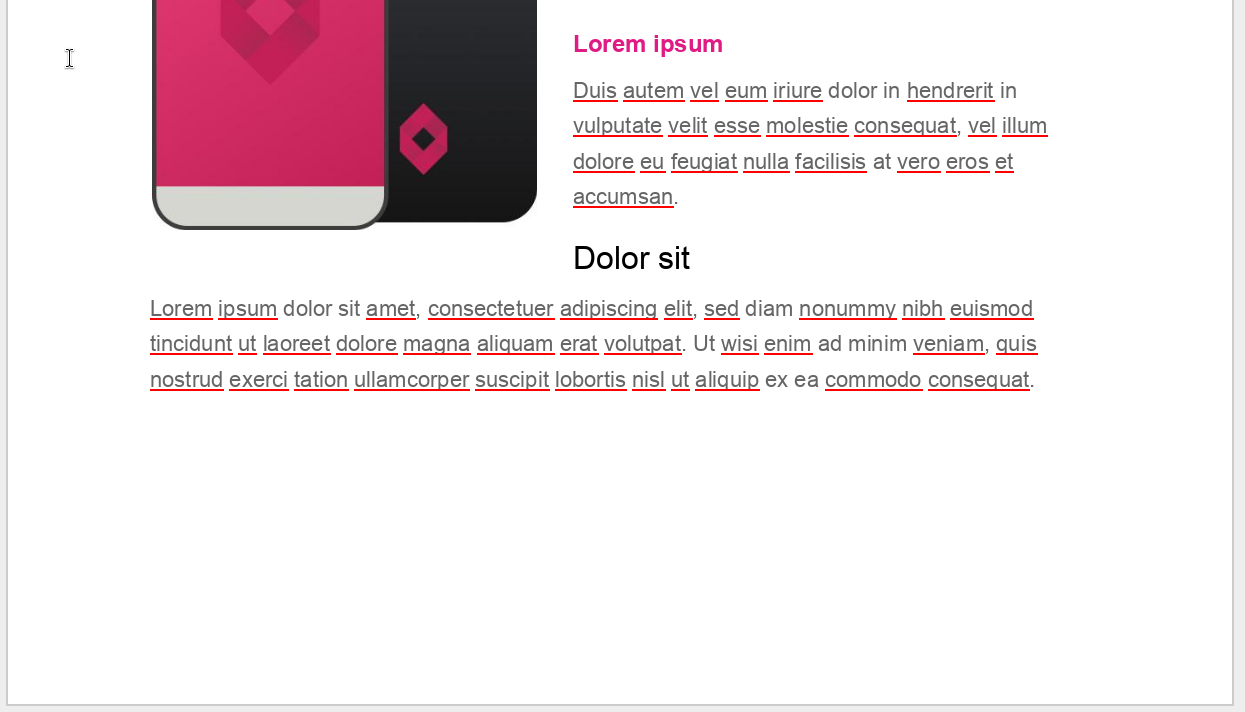 Lorem ipsum
Duis autem vel eum iriure dolor in hendrerit in
vulputate velit esse molestie consequat, vel illum
dolore eu feugiat nulla facilisis at vero eros et
accumsan.
Dolor sit
Lorem ipsum dolor sit amet, consectetuer adipiscing elit, sed diam nonummy nibh euismod
tincidunt ut laoreet dolore magna aliquam erat volutpat. Ut wisi enim ad minim veniam, quis
nostrud exerci tation ullamcorper suscipit lobortis nisl ut aliquip ex ea commodo consequat.